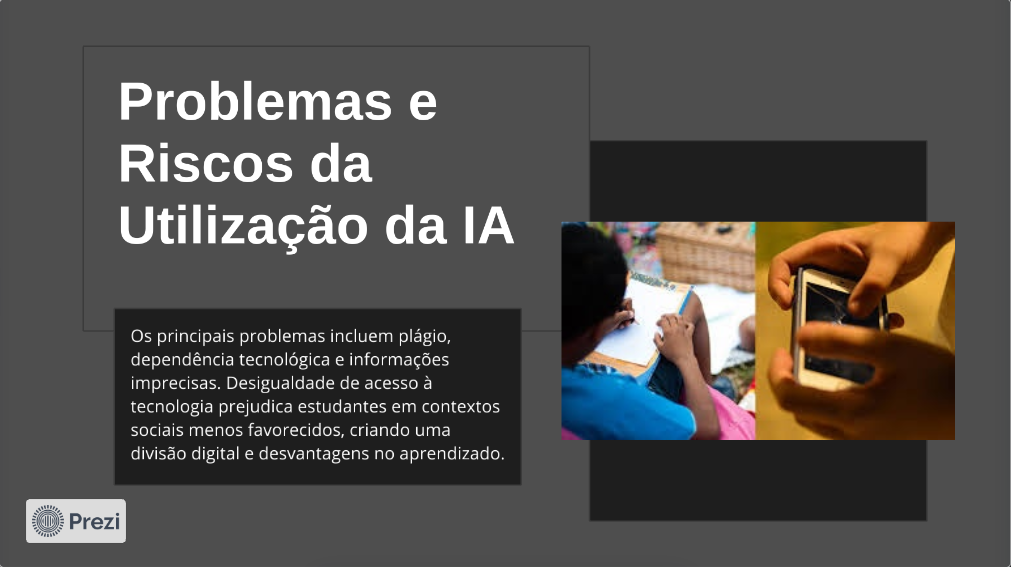 Problemas e
Riscos da
Utilização da IA
Os principais problemas incluem plágio,
dependência tecnológica e informações
imprecisas. Desigualdade de acesso à
tecnologia prejudica estudantes em contextos
sociais menos favorecidos, criando uma
divisão digital e desvantagens no aprendizado.
Prezi